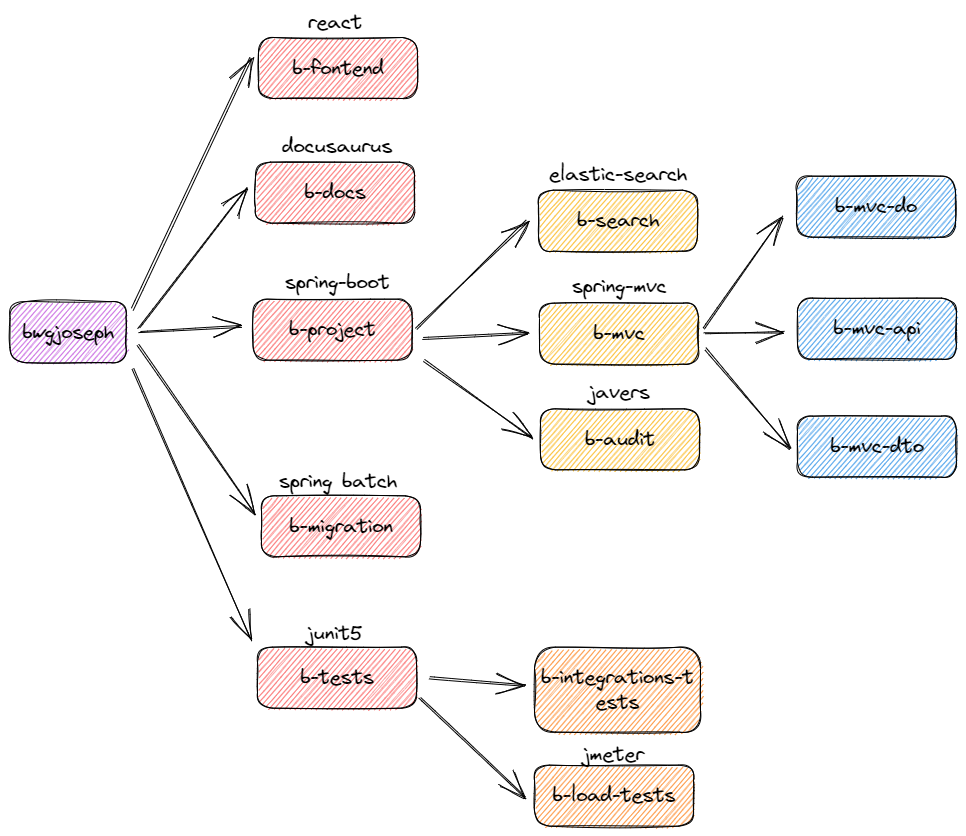 react
b-fontend
docusaurus
b-docs
elastic-search
b-search
b-mvc-do
spring-boot
b-project
spring-mvc
b-mvc
b-mvc-api
bwgjoseph
javers
b-audit
b-mvc-dto
spring batch
b-migration
junit5
b-tests
b-integrations-t
ests
jmeter
b-load-tests